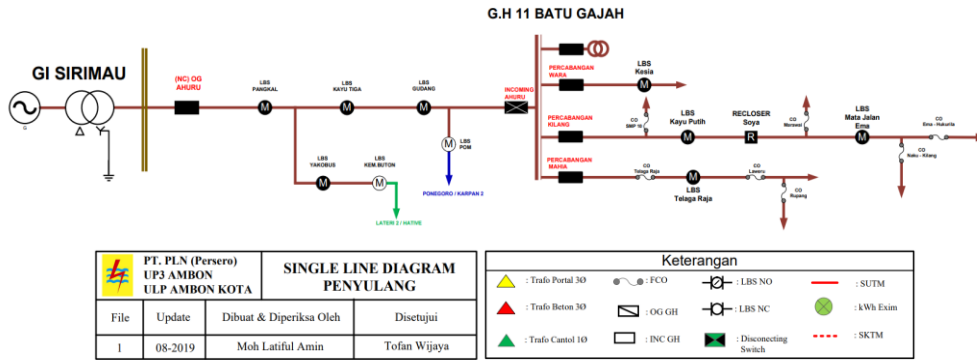 G.H 11 BATU GAJAH
GI SIRIMAU
G
(NC) OG
AHURU
LBS
PANGKAL
M
LBS
KAYU TIGA
M
LBS
GUDANG
M
INCOMING
AHURU
M
LBS
POM
PONEGORO / KARPAN 2
LBS
YAKOBUS
M
LBS
KEM.BUTON
M
LATERI 2 / HATIVE
PERCABANGAN
WARA
LBS
Kesia
M
PERCABANGAN
KILANG
CO
SMP 10
LBS
Kayu Putih
M
RECLOSER
Soya
R
CO
LBS
Mata Jalan
Ema
M
CO
Ema - Hukurila
CO
Naku - Kilang
PERCABANGAN
MAHIA
CO
Telaga Raja
M
LBS
Telaga Raja
CO
Laweru
CO
Kupang
PT. PLN (Persero)
UP3 AMBON
ULP AMBON KOTA
SINGLE LINE DIAGRAM
PENYULANG
File
Update
Dibuat & Diperiksa Oleh
Disetujui
1
08-2019
Moh Latiful Amin
Tofan Wijaya
Keterangan
: Trafo Portal 3Ø
: FCO
: LBS NO
: SUTM
: Trafo Beton 3Ø
: OG GH
: LBS NC
: kWh Exim
: Trafo Cantol 1Ø
: INC GH
: Disconecting
Switch
: SKTM